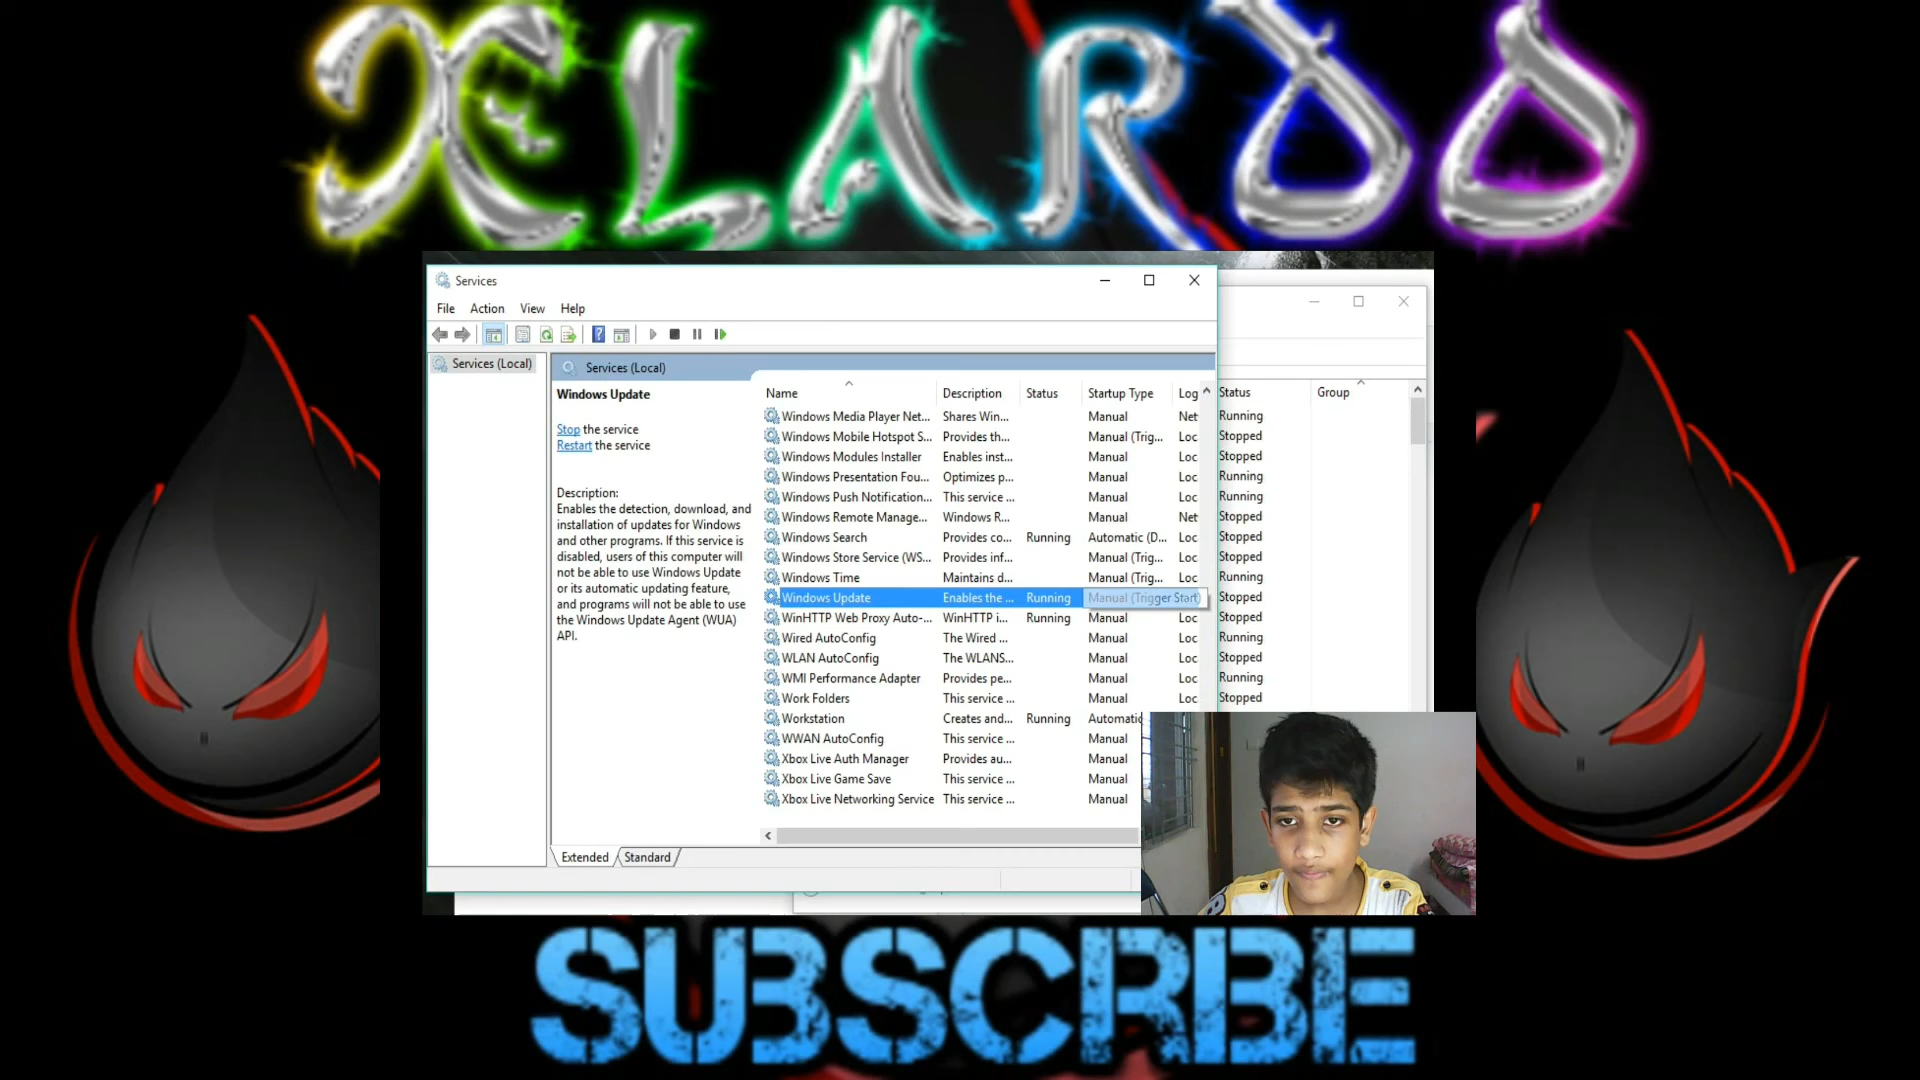 XLARDO
Services
File Action View Help
Services (Local)
Services (Local)
Windows Update
Stop the service
Restart the service
Description:
Enables the detection, download, and
installation of updates for Windows
and other programs. If this service is
disabled, users of this computer will
not be able to use Windows Update
or its automatic updating feature,
and programs will not be able to use
the Windows Update Agent (WUA)
API.
Name Description Status Startup Type Log
Windows Media Player Net... Shares Win... Manual Net
Windows Mobile Hotspot S... Provides th... Manual (Trig... Loc
Windows Modules Installer Enables inst... Manual Loc
Windows Presentation Fou... Optimizes p... Manual Loc
Windows Push Notification... This service ... Manual Loc
Windows Remote Manage... Windows R... Manual Net
Windows Search Provides co... Running Automatic (D... Loc
Windows Store Service (WS... Provides inf... Manual (Trig... Loc
Windows Time Maintains d... Manual (Trig... Loc
Windows Update Enables the ... Running Manual (Trigger Start)
WinHTTP Web Proxy Auto-... WinHTTP i... Running Manual Loc
Wired AutoConfig The Wired ... Manual Loc
WLAN AutoConfig The WLANS... Manual Loc
WMI Performance Adapter Provides pe... Manual Loc
Work Folders This service ... Manual Loc
Workstation Creates and... Running Automatic
WWAN AutoConfig This service ... Manual
Xbox Live Auth Manager Provides au... Manual
Xbox Live Game Save This service ... Manual
Xbox Live Networking Service This service ... Manual
Extended Standard
Status Group
Running
Stopped
Stopped
Running
Running
Stopped
Stopped
Stopped
Running
Stopped
Stopped
Running
Stopped
Running
Stopped
SUBSCRBE